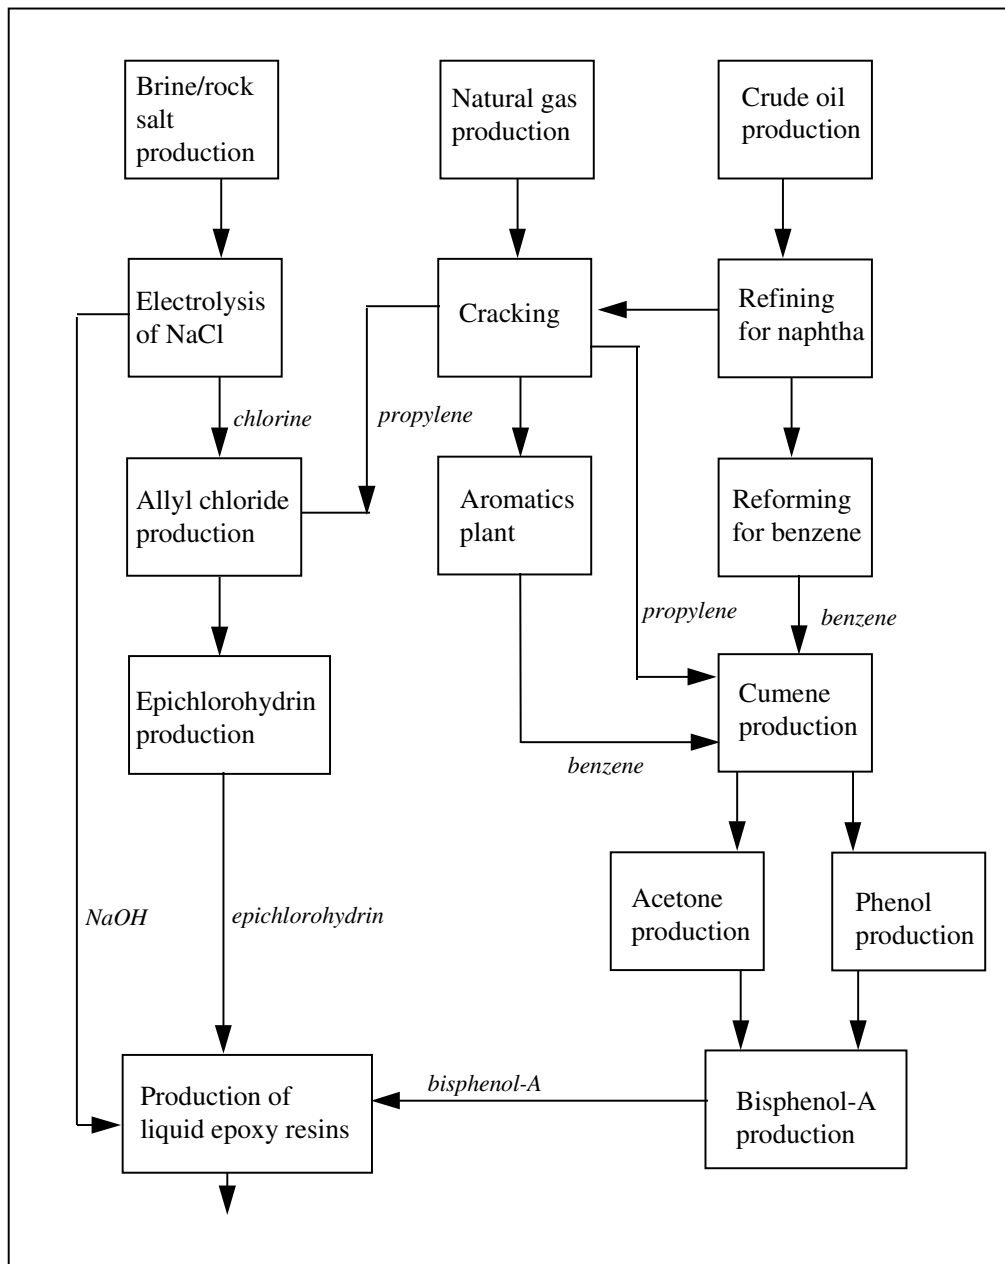 Brine/rock
salt
production
Natural gas
production
Crude oil
production
Electrolysis
of NaCl
Cracking
Refining
for naphtha
chlorine
propylene
Allyl chloride
production
Aromatics
plant
Reforming
for benzene
propylene
benzene
Epichlorohydrin
production
Cumene
production
benzene
NaOH
epichlorohydrin
Acetone
production
Phenol
production
Production of
liquid epoxy resins
bisphenol-A
Bisphenol-A
production